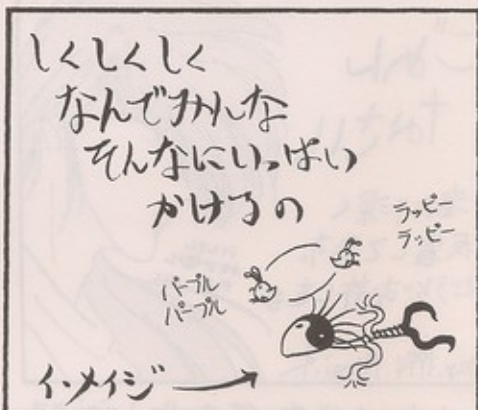 しくしくしく
なんでみんな
そんなにいっぱい
かけるの
ラッピー
ラッピー
パープル
パープル
イ・メイジ